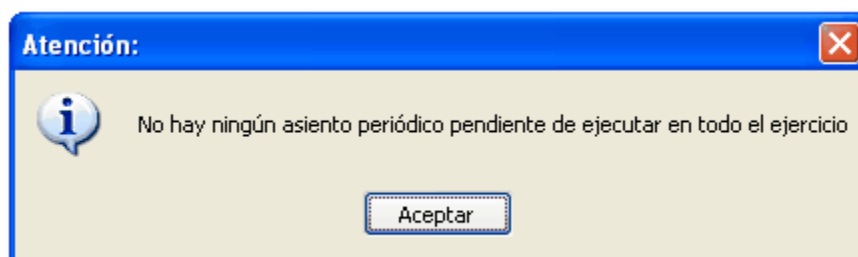 Atención:
No hay ningún asiento periódico pendiente de ejecutar en todo el ejercicio
Aceptar